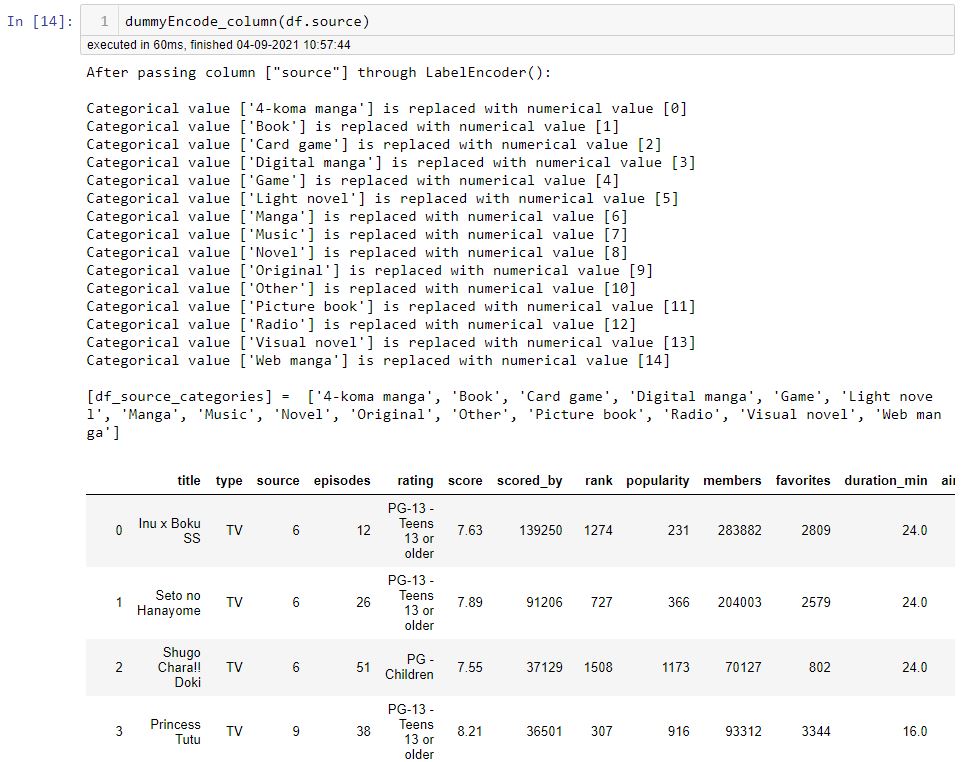 In [14]: 1 dummyEncode_column(df.source)
executed in 60ms, finished 04-09-2021 10:57:44
After passing column ["source"] through LabelEncoder():
Categorical value ['4-koma manga'] is replaced with numerical value [0]
Categorical value ['Book'] is replaced with numerical value [1]
Categorical value ['Card game'] is replaced with numerical value [2]
Categorical value ['Digital manga'] is replaced with numerical value [3]
Categorical value ['Game'] is replaced with numerical value [4]
Categorical value ['Light novel'] is replaced with numerical value [5]
Categorical value ['Manga'] is replaced with numerical value [6]
Categorical value ['Music'] is replaced with numerical value [7]
Categorical value ['Novel'] is replaced with numerical value [8]
Categorical value ['Original'] is replaced with numerical value [9]
Categorical value ['Other'] is replaced with numerical value [10]
Categorical value ['Picture book'] is replaced with numerical value [11]
Categorical value ['Radio'] is replaced with numerical value [12]
Categorical value ['Visual novel'] is replaced with numerical value [13]
Categorical value ['Web manga'] is replaced with numerical value [14]
[df_source_categories] =  ['4-koma manga', 'Book', 'Card game', 'Digital manga', 'Game', 'Light nove
l', 'Manga', 'Music', 'Novel', 'Original', 'Other', 'Picture book', 'Radio', 'Visual novel', 'Web man
ga']
title type source episodes rating score scored_by rank popularity members favorites duration_min
PG-13 -
0 Inu x Boku SS TV 6 12 Teens 13 or 7.63 139250 1274 231 283882 2809 24.0
older
PG-13 -
1 Seto no Hanayome TV 6 26 Teens 13 or 7.89 91206 727 366 204003 2579 24.0
older
2 Shugo Chara!! Doki TV 6 51 PG - Children 7.55 37129 1508 1173 70127 802 24.0
PG-13 -
3 Princess Tutu TV 9 38 Teens 13 or 8.21 36501 307 916 93312 3344 16.0
older